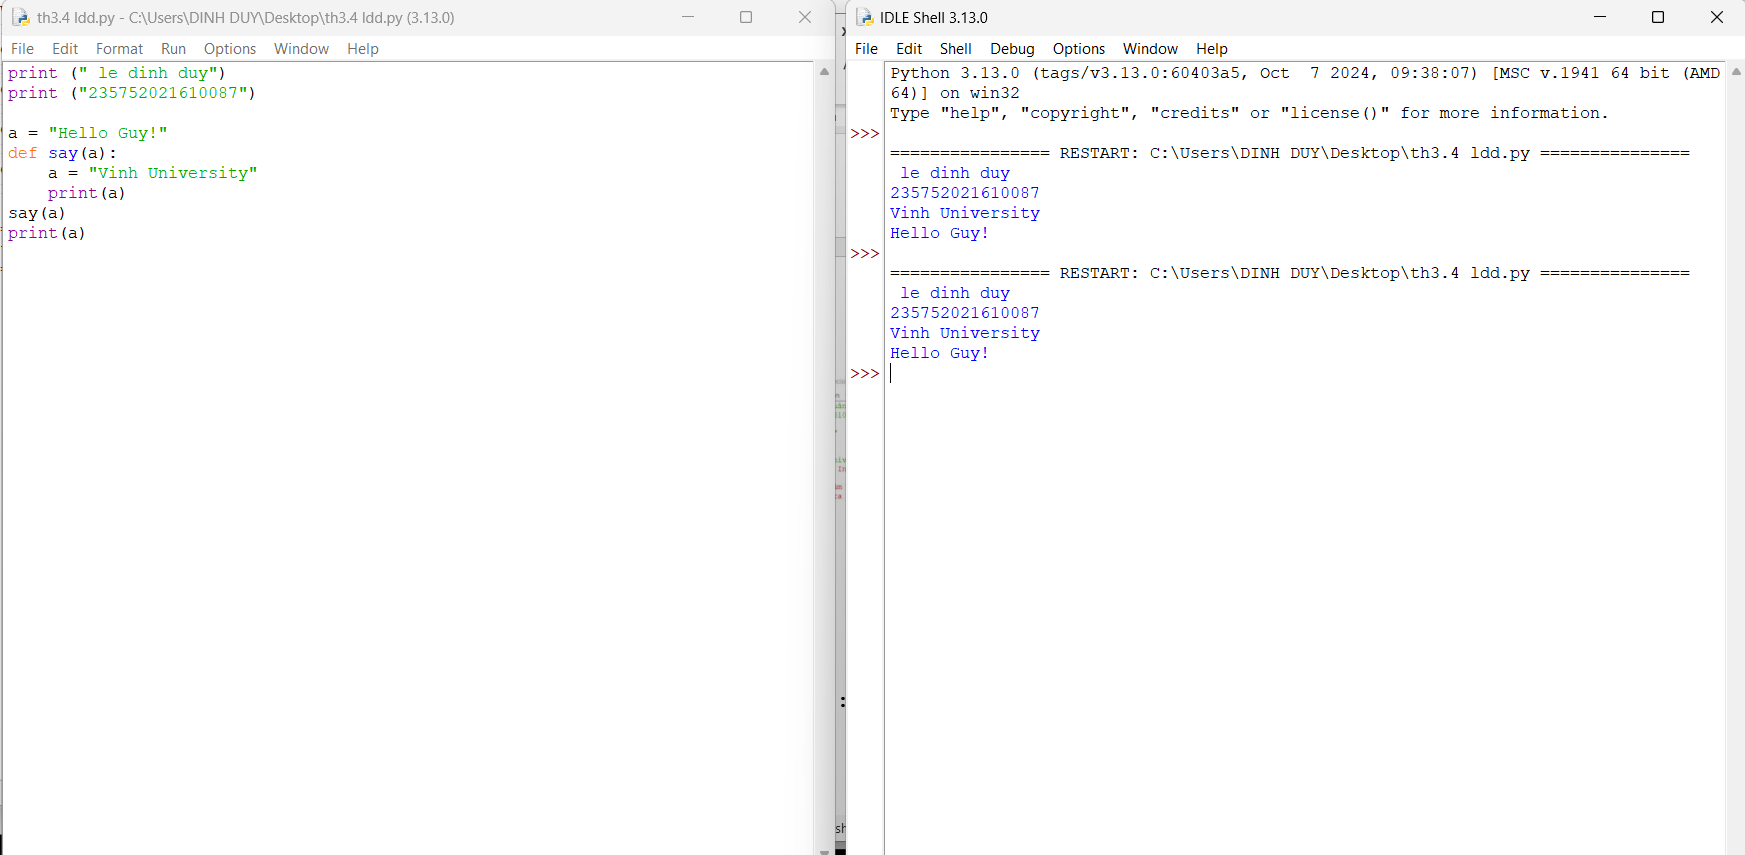 th3.4 ldd.py - C:\Users\DINH DUY\Desktop\th3.4 ldd.py (3.13.0)
File Edit Format Run Options Window Help
print (" le dinh duy")
print ("235752021610087")

a = "Hello Guy!"
def say(a):
    a = "Vinh University"
    print(a)
say(a)
print(a)
IDLE Shell 3.13.0
File Edit Shell Debug Options Window Help
Python 3.13.0 (tags/v3.13.0:60403a5, Oct  7 2024, 09:38:07) [MSC v.1941 64 bit (AMD
64)] on win32
Type "help", "copyright", "credits" or "license()" for more information.
>>>
================ RESTART: C:\Users\DINH DUY\Desktop\th3.4 ldd.py ===============
 le dinh duy
235752021610087
Vinh University
Hello Guy!
>>>
================ RESTART: C:\Users\DINH DUY\Desktop\th3.4 ldd.py ===============
 le dinh duy
235752021610087
Vinh University
Hello Guy!
>>>